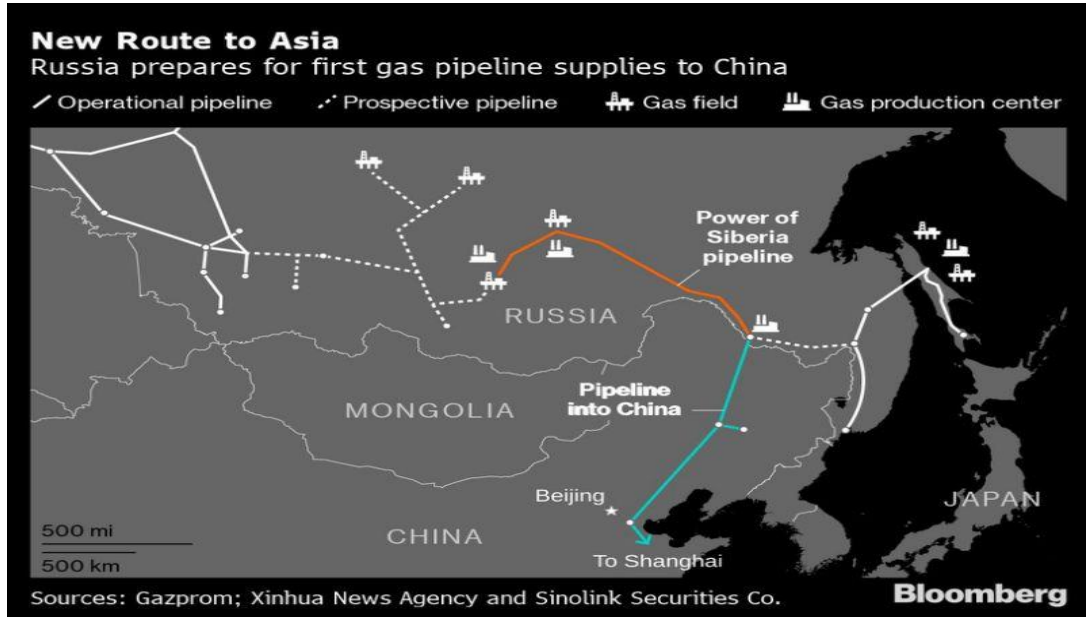 New Route to Asia
Russia prepares for first gas pipeline supplies to China
Operational pipeline
Prospective pipeline
Gas field
Gas production center
Power of
Siberia
pipeline
RUSSIA
Pipeline
into China
MONGOLIA
Beijing
JAPAN
CHINA
To Shanghai
500 mi
500 km
Sources: Gazprom; Xinhua News Agency and Sinolink Securities Co.
Bloomberg